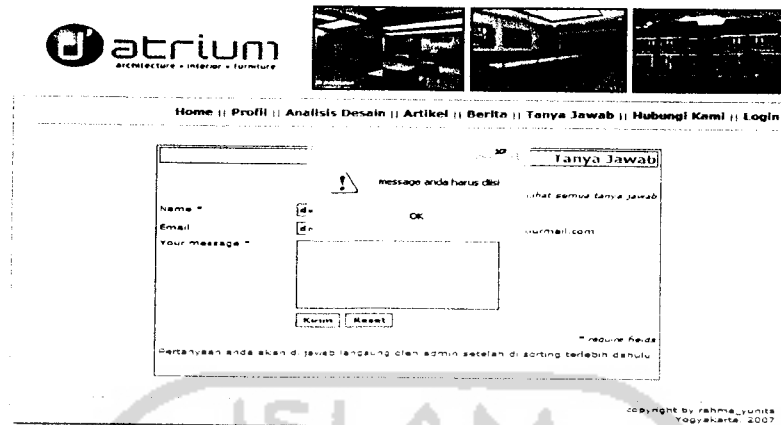 d'atrium
architecture • interior • furniture
Home || Profil || Analisis Desain || Artikel || Berita || Tanya Jawab || Hubungi Kami || Login
Tanya Jawab
message anda harus diisi
lihat semua tanya jawab
OK
Name *
Email
Your message *
Kirim Reset
* require fields
Pertanyaan anda akan di jawab langsung oleh admin setelah di sorting terlebih dahulu
copyright by rahma_yunita
Yogyakarta, 2007
ISLAM